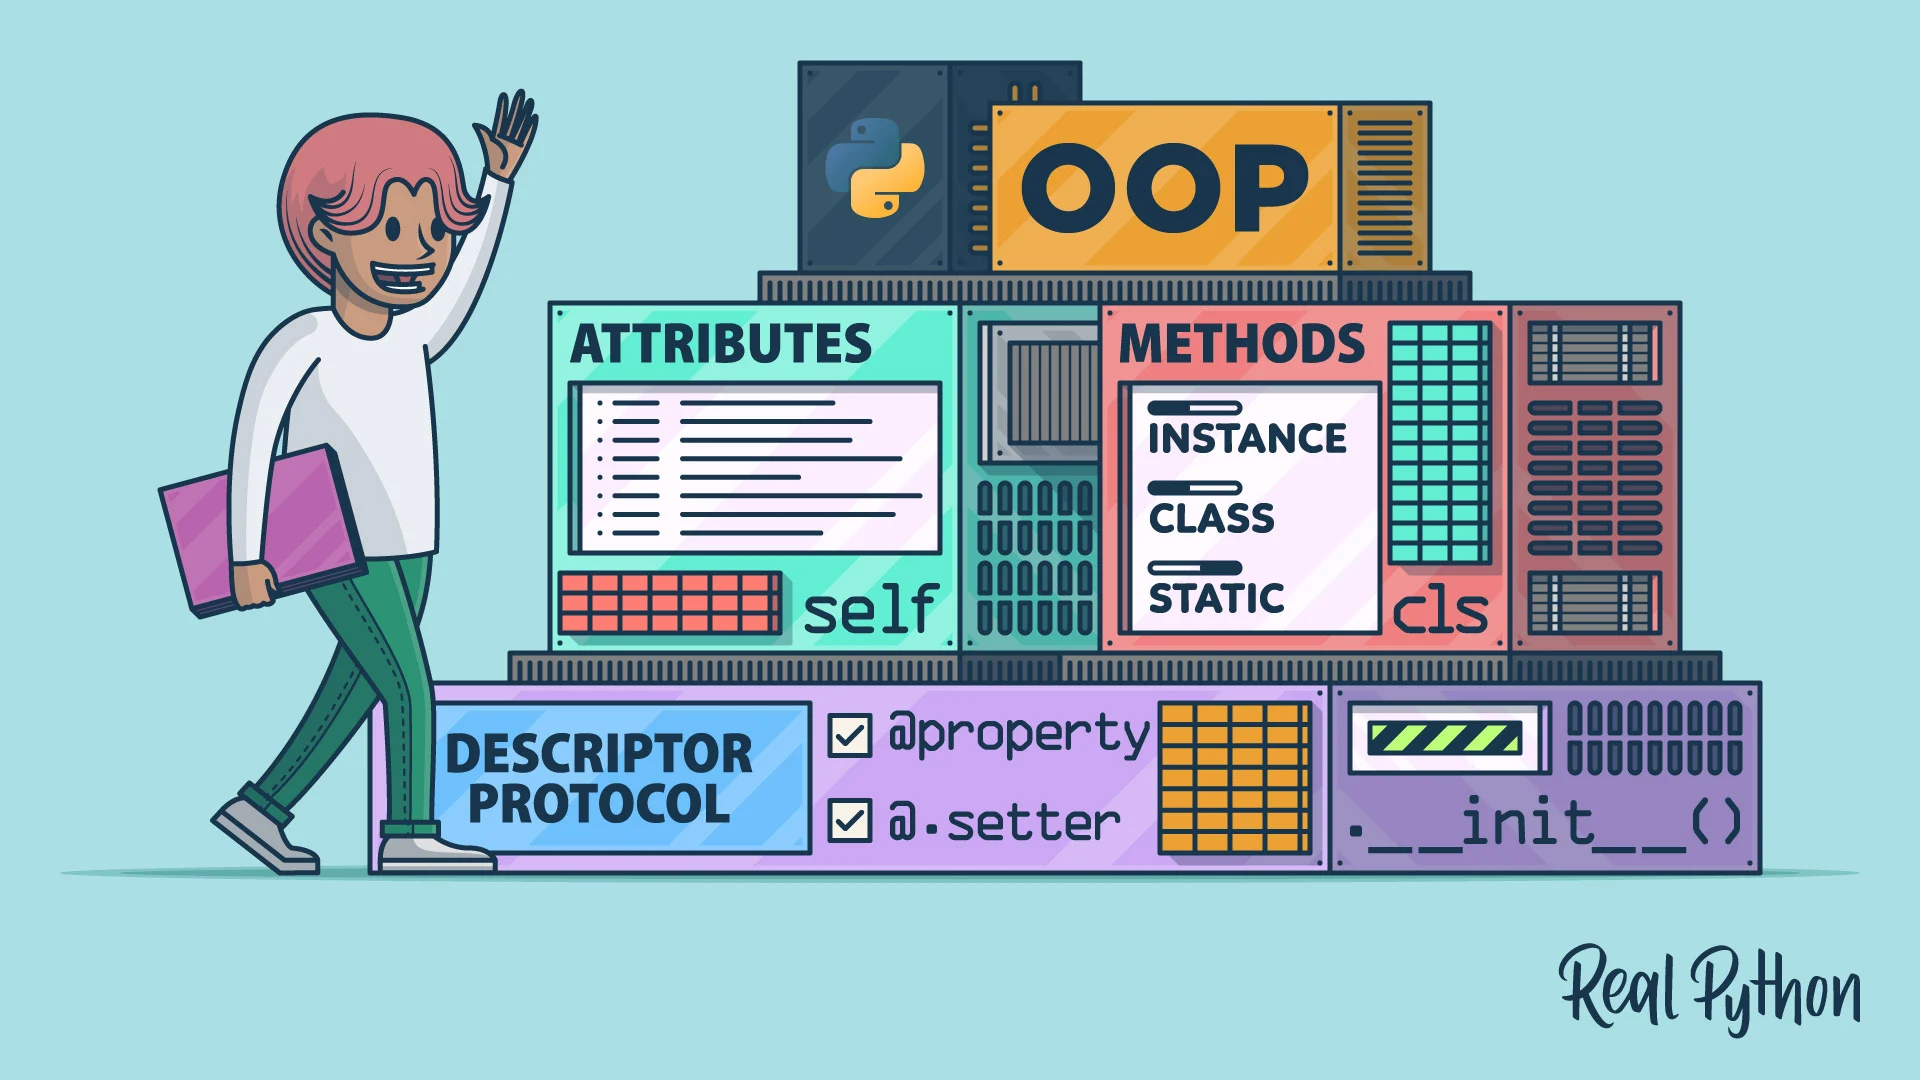 OOP
ATTRIBUTES
self
METHODS
INSTANCE
CLASS
STATIC
cls
DESCRIPTOR
PROTOCOL
@property
@.setter
.__init__()
Real Python